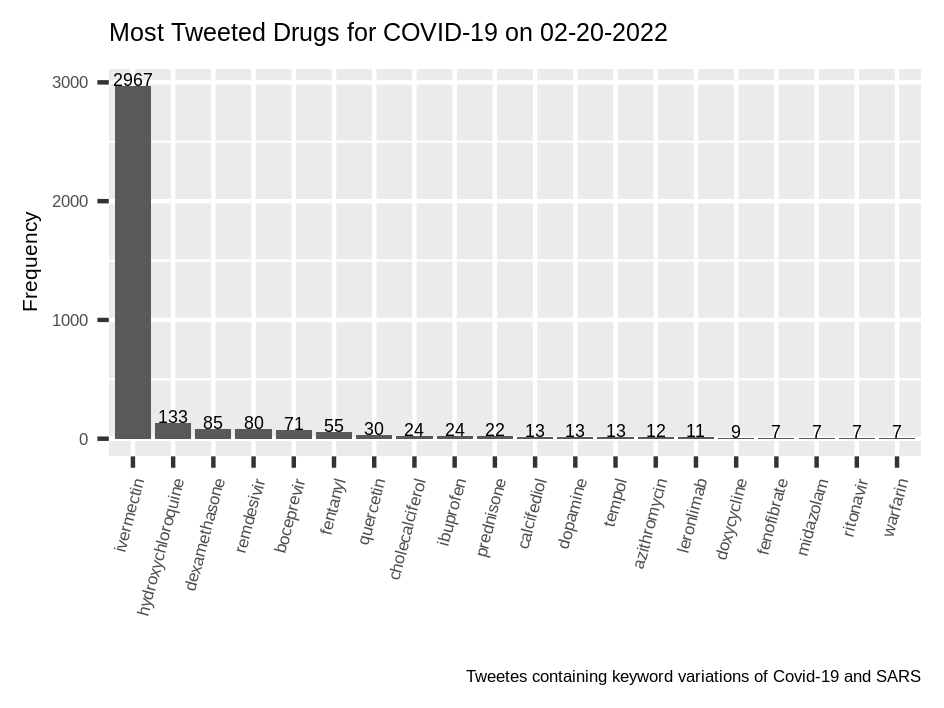 Most Tweeted Drugs for COVID-19 on 02-20-2022
Frequency
3000
2000
1000
0
2967
133
85
80
71
55
30
24
24
22
13
13
13
12
11
9
7
7
7
7
ivermectin
hydroxychloroquine
dexamethasone
remdesivir
boceprevir
fentanyl
quercetin
cholecalciferol
ibuprofen
prednisone
calcifediol
dopamine
tempol
azithromycin
leronlimab
doxycycline
fenofibrate
midazolam
ritonavir
warfarin
Tweetes containing keyword variations of Covid-19 and SARS